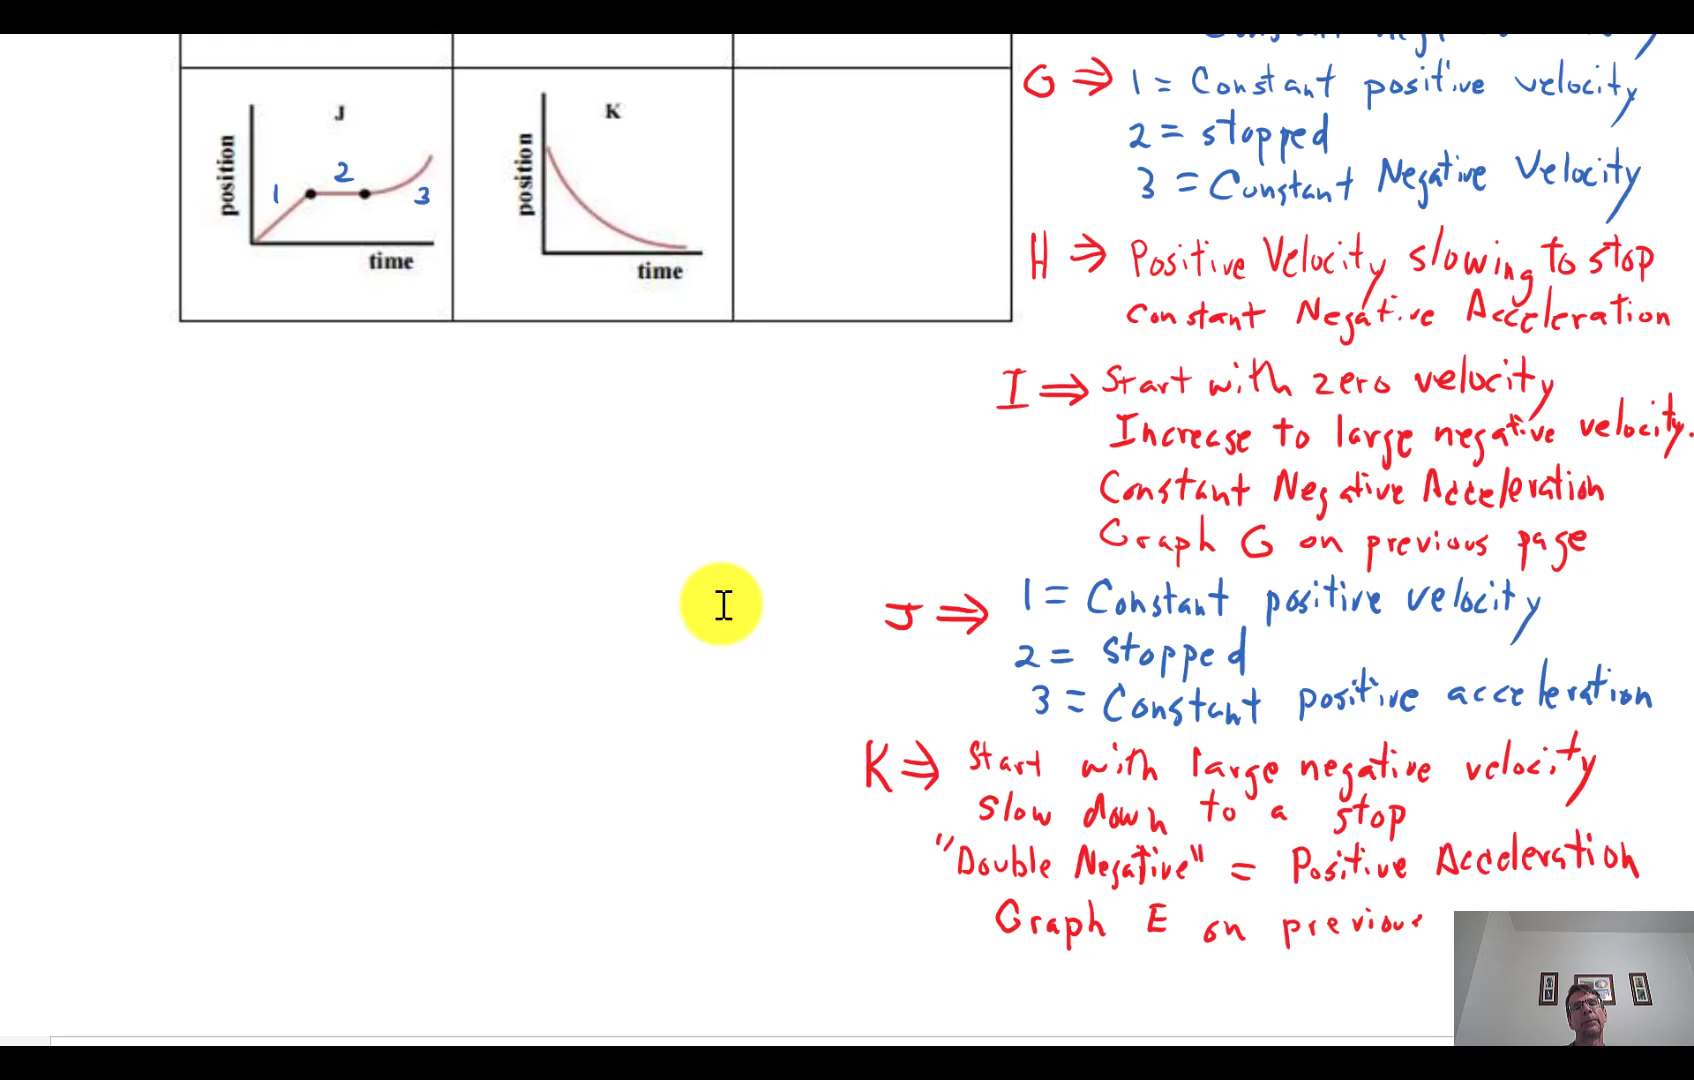 J
position
1
2
3
time
K
position
time
G ⇒ 1 = Constant positive velocity
2 = stopped
3 = Constant Negative Velocity
H ⇒ Positive Velocity slowing to stop
Constant Negative Acceleration
I ⇒ Start with zero velocity
Increase to large negative velocity.
Constant Negative Acceleration
Graph G on previous page
J ⇒ 1 = Constant positive velocity
2 = stopped
3 = Constant positive acceleration
K ⇒ Start with large negative velocity
slow down to a stop
"Double Negative" = Positive Acceleration
Graph E on previous